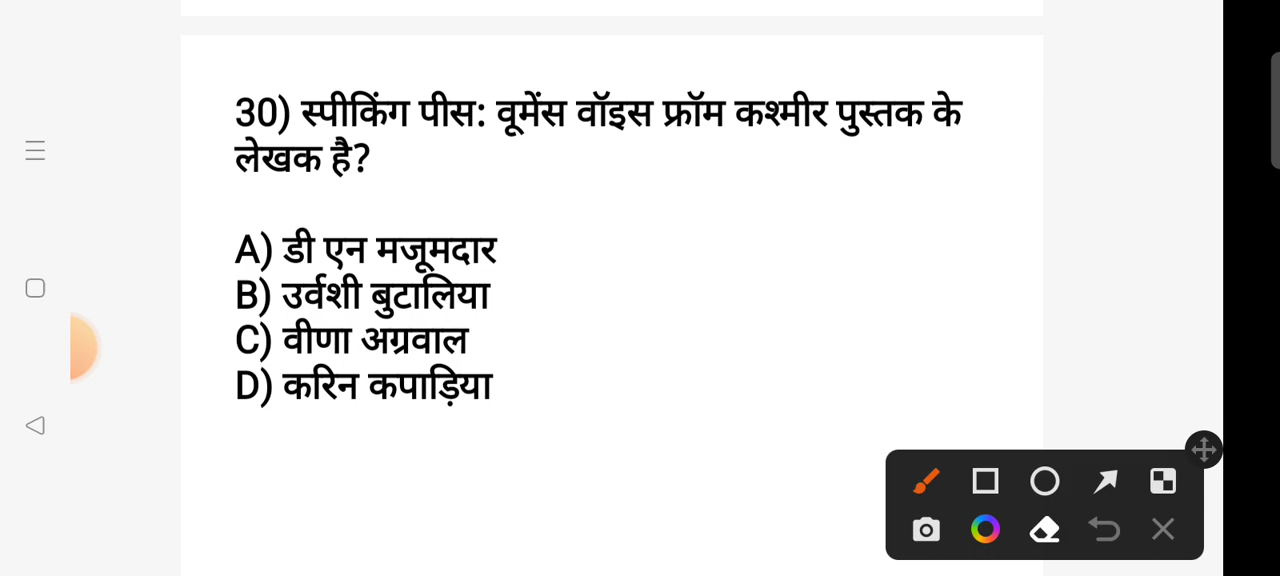 30) स्पीकिंग पीस: वूमेंस वॉइस फ्रॉम कश्मीर पुस्तक के
लेखक है?
A) डी एन मजूमदार
B) उर्वशी बुटालिया
C) वीणा अग्रवाल
D) करिन कपाड़िया